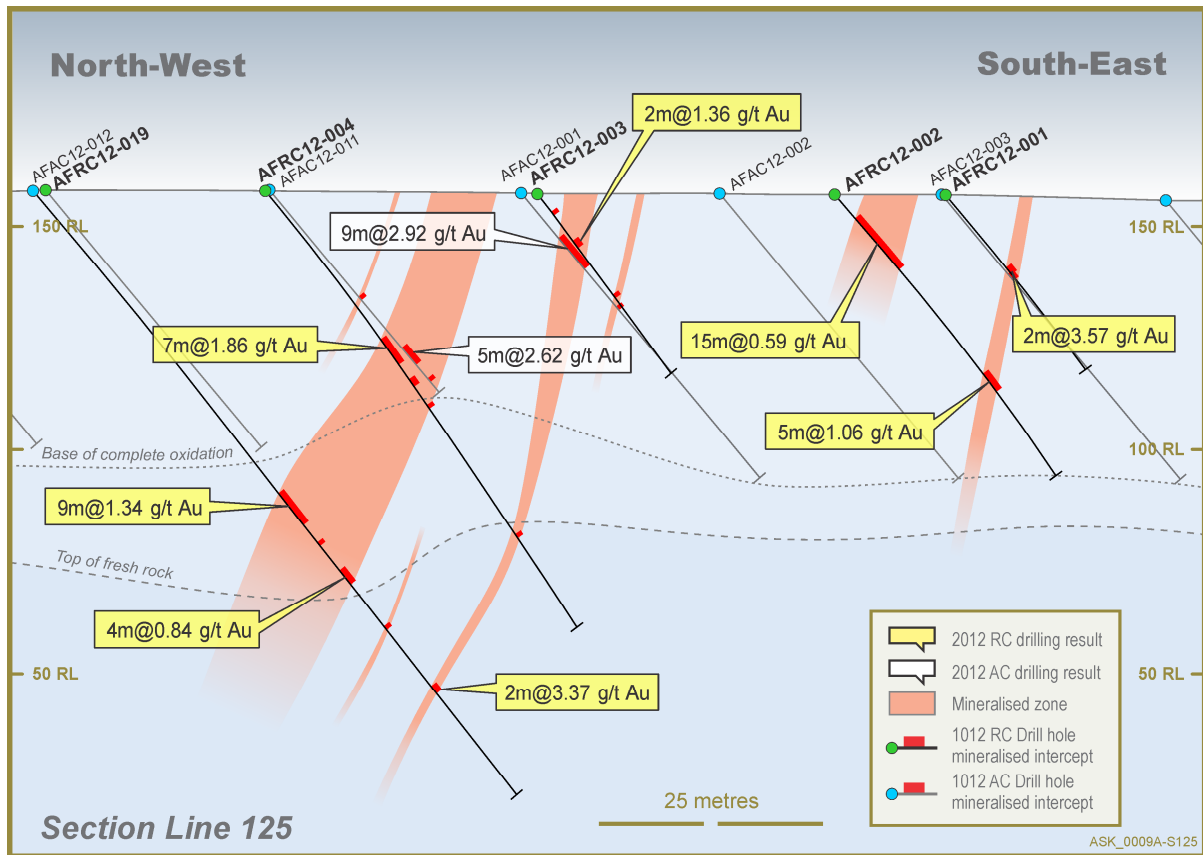 North-West
South-East
AFAC12-012
AFRC12-019
AFRC12-004
AFAC12-011
AFAC12-001
AFRC12-003
2m@1.36 g/t Au
AFAC12-002
AFRC12-002
AFAC12-003
AFRC12-001
150 RL
150 RL
9m@2.92 g/t Au
7m@1.86 g/t Au
5m@2.62 g/t Au
15m@0.59 g/t Au
2m@3.57 g/t Au
5m@1.06 g/t Au
100 RL
Base of complete oxidation
9m@1.34 g/t Au
Top of fresh rock
4m@0.84 g/t Au
50 RL
50 RL
2m@3.37 g/t Au
2012 RC drilling result
2012 AC drilling result
Mineralised zone
1012 RC Drill hole
mineralised intercept
1012 AC Drill hole
mineralised intercept
25 metres
Section Line 125
ASK_0009A-S125